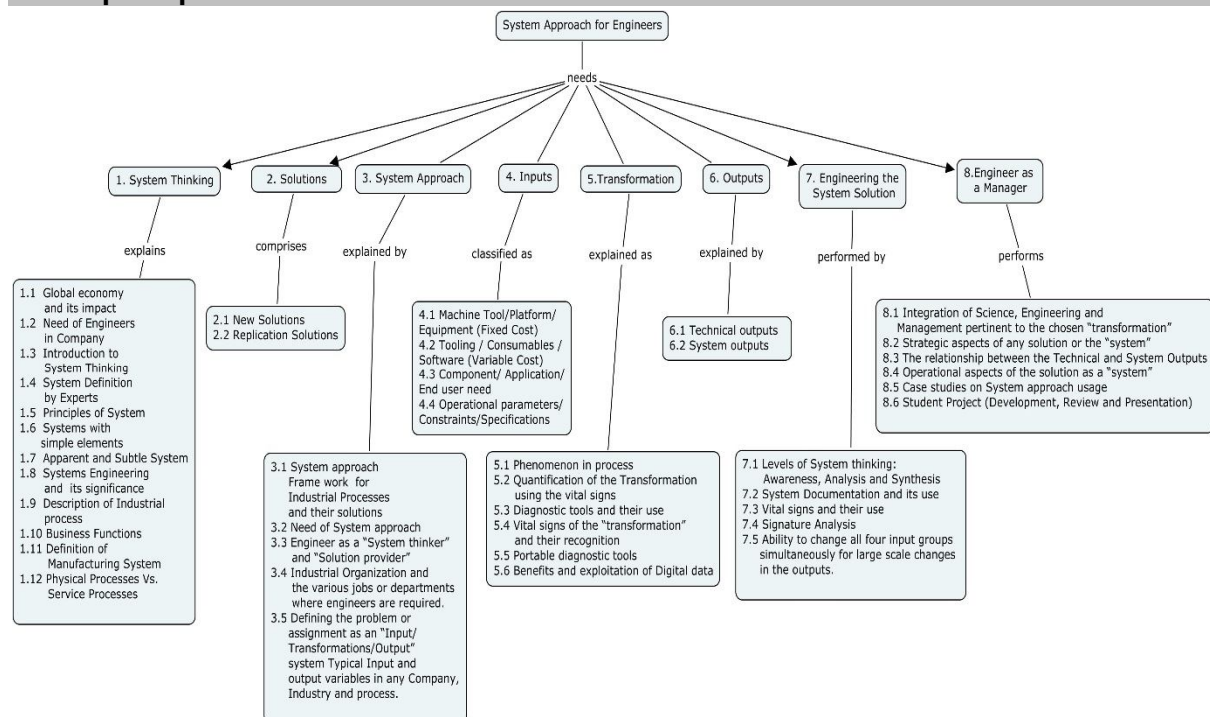 System Approach for Engineers
needs
1. System Thinking
2. Solutions
3. System Approach
4. Inputs
5.Transformation
6. Outputs
7. Engineering the
System Solution
8.Engineer as
a Manager
explains
comprises
explained by
classified as
explained as
explained by
performed by
performs
1.1 Global economy
and its impact
1.2 Need of Engineers
in Company
1.3 Introduction to
System Thinking
1.4 System Definition
by Experts
1.5 Principles of System
1.6 Systems with
simple elements
1.7 Apparent and Subtle System
1.8 Systems Engineering
and its significance
1.9 Description of Industrial
process
1.10 Business Functions
1.11 Definition of
Manufacturing System
1.12 Physical Processes Vs.
Service Processes
2.1 New Solutions
2.2 Replication Solutions
3.1 System approach
Frame work for
Industrial Processes
and their solutions
3.2 Need of System approach
3.3 Engineer as a “System thinker”
and “Solution provider”
3.4 Industrial Organization and
the various jobs or departments
where engineers are required.
3.5 Defining the problem or
assignment as an “Input/
Transformations/Output”
system Typical Input and
output variables in any Company,
Industry and process.
4.1 Machine Tool/Platform/
Equipment (Fixed Cost)
4.2 Tooling / Consumables /
Software (Variable Cost)
4.3 Component/ Application/
End user need
4.4 Operational parameters/
Constraints/Specifications
5.1 Phenomenon in process
5.2 Quantification of the Transformation
using the vital signs
5.3 Diagnostic tools and their use
5.4 Vital signs of the “transformation”
and their recognition
5.5 Portable diagnostic tools
5.6 Benefits and exploitation of Digital data
6.1 Technical outputs
6.2 System outputs
7.1 Levels of System thinking:
Awareness, Analysis and Synthesis
7.2 System Documentation and its use
7.3 Vital signs and their use
7.4 Signature Analysis
7.5 Ability to change all four input groups
simultaneously for large scale changes
in the outputs.
8.1 Integration of Science, Engineering and
Management pertinent to the chosen “transformation”
8.2 Strategic aspects of any solution or the “system”
8.3 The relationship between the Technical and System Outputs
8.4 Operational aspects of the solution as a “system”
8.5 Case studies on System approach usage
8.6 Student Project (Development, Review and Presentation)